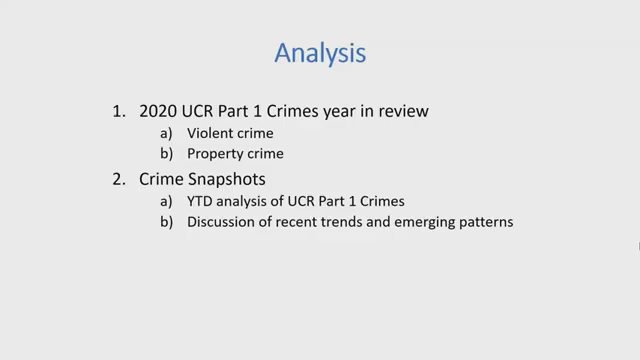 Analysis
1. 2020 UCR Part 1 Crimes year in review
a) Violent crime
b) Property crime
2. Crime Snapshots
a) YTD analysis of UCR Part 1 Crimes
b) Discussion of recent trends and emerging patterns